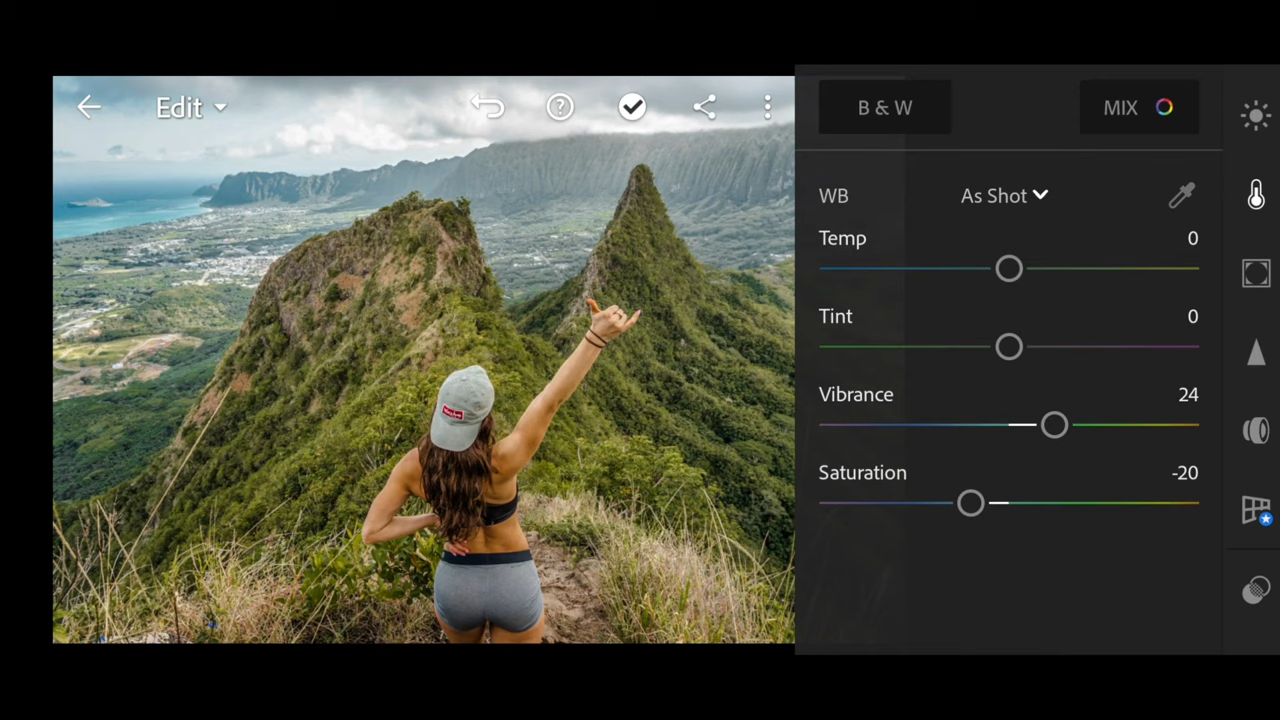 Edit
B & W
MIX
WB
As Shot
Temp
0
Tint
0
Vibrance
24
Saturation
-20